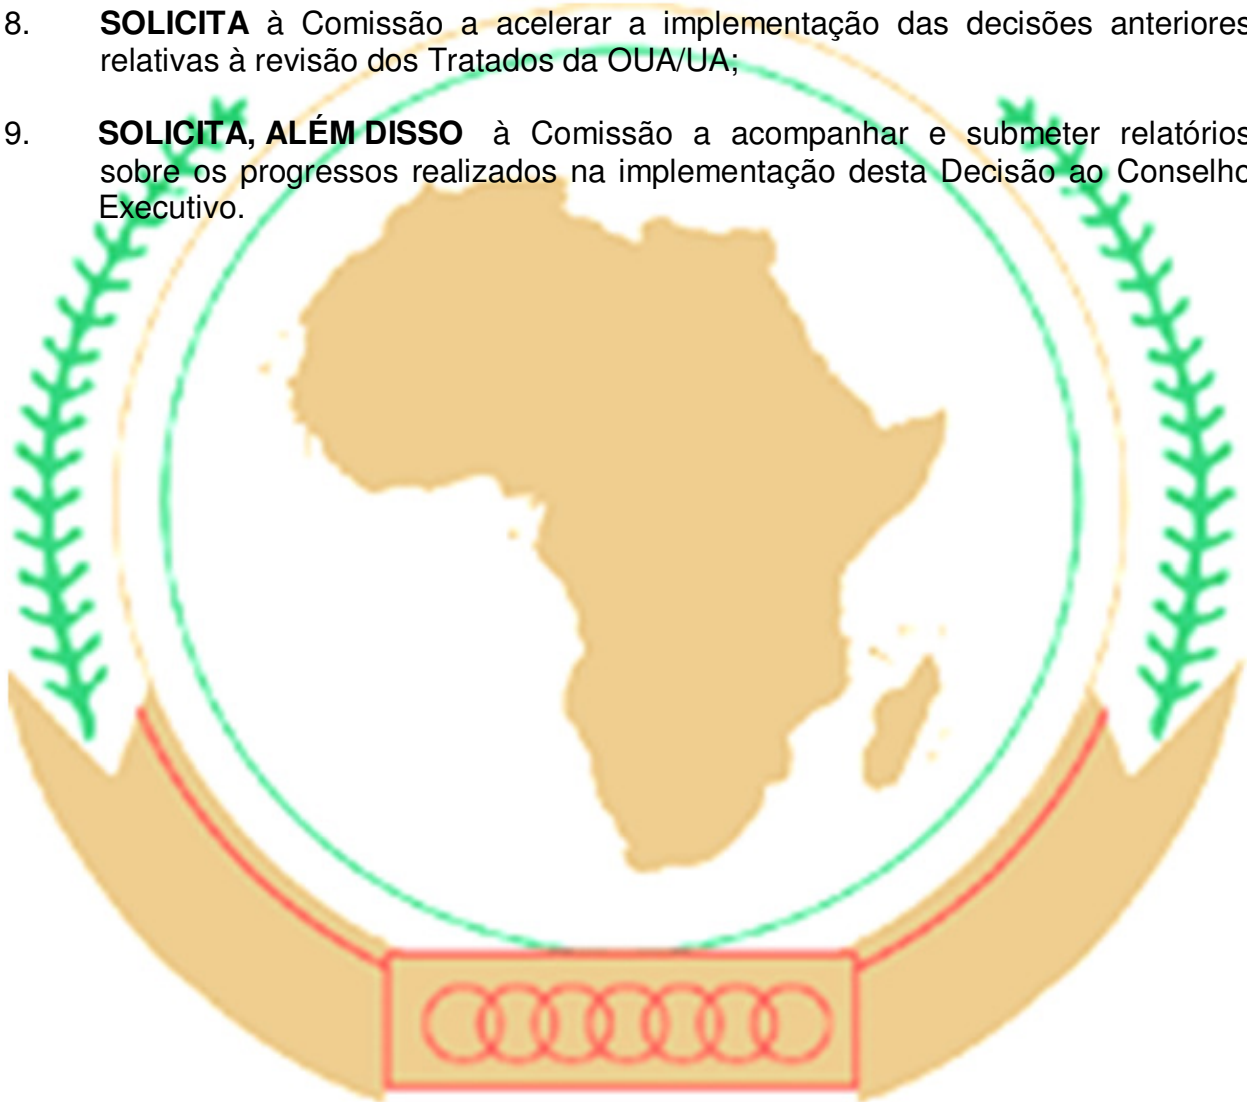 8. SOLICITA à Comissão a acelerar a implementação das decisões anteriores
relativas à revisão dos Tratados da OUA/UA;
9. SOLICITA, ALÉM DISSO à Comissão a acompanhar e submeter relatórios
sobre os progressos realizados na implementação desta Decisão ao Conselho
Executivo.